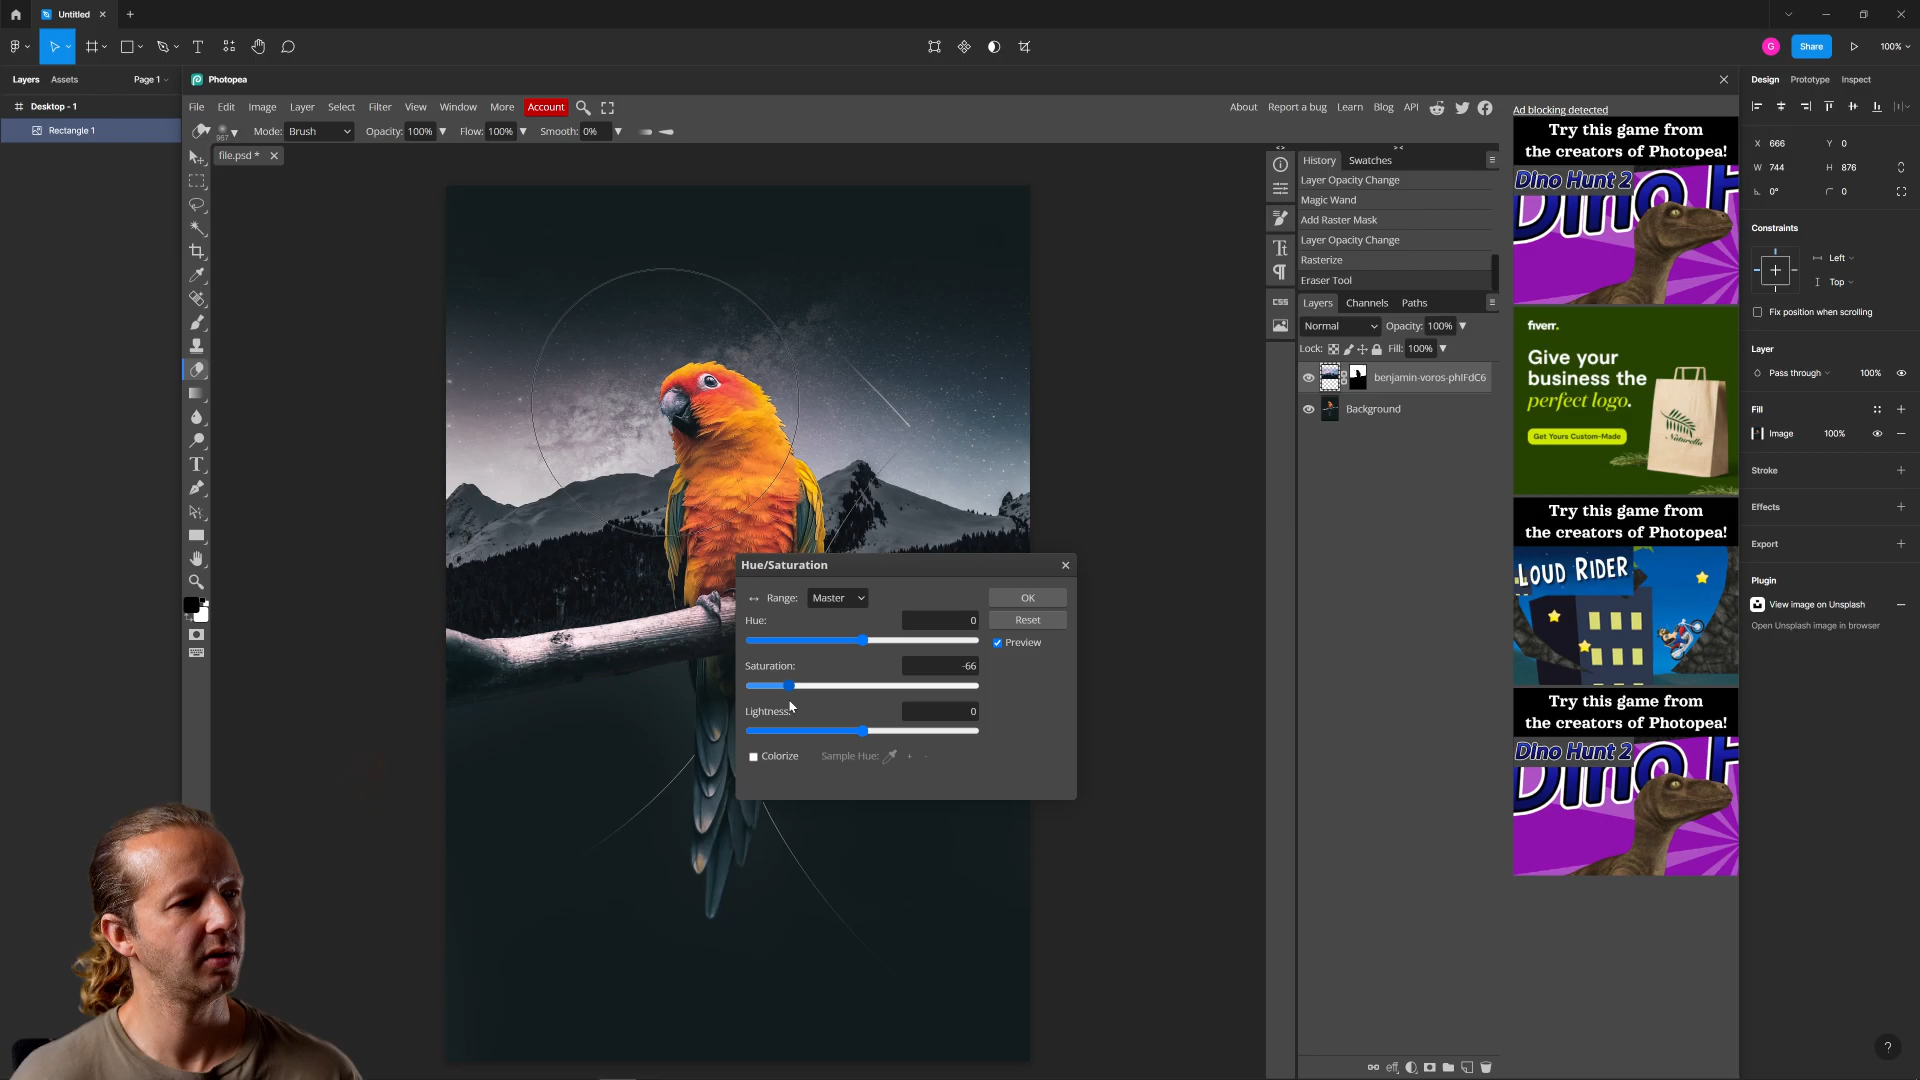 Untitled
Share
100%
Layers
Assets
Page 1
Photopea
Design
Prototype
Inspect
Desktop - 1
Rectangle 1
File
Edit
Image
Layer
Select
Filter
View
Window
More
Account
About
Report a bug
Learn
Blog
API
967
Mode:
Brush
Opacity:
100%
Flow:
100%
Smooth:
0%
file.psd *
History
Swatches
Layer Opacity Change
Magic Wand
Add Raster Mask
Layer Opacity Change
Rasterize
Eraser Tool
Layers
Channels
Paths
Normal
Opacity:
100%
Lock:
Fill:
100%
benjamin-voros-phIFdC6
Background
CSS
eff
Hue/Saturation
Range:
Master
OK
Hue:
0
Reset
Preview
Saturation:
-66
Lightness:
0
Colorize
Sample Hue:
+
-
Ad blocking detected
Try this game from
the creators of Photopea!
Dino Hunt 2
fiverr.
Give your
business the
perfect logo.
Get Yours Custom-Made
Naturella
Try this game from
the creators of Photopea!
LOUD RIDER
Try this game from
the creators of Photopea!
Dino Hunt 2
X
666
Y
0
W
744
H
876
0°
0
Constraints
Left
Top
Fix position when scrolling
Layer
Pass through
100%
Fill
Image
100%
Stroke
Effects
Export
Plugin
View image on Unsplash
Open Unsplash image in browser
G
?